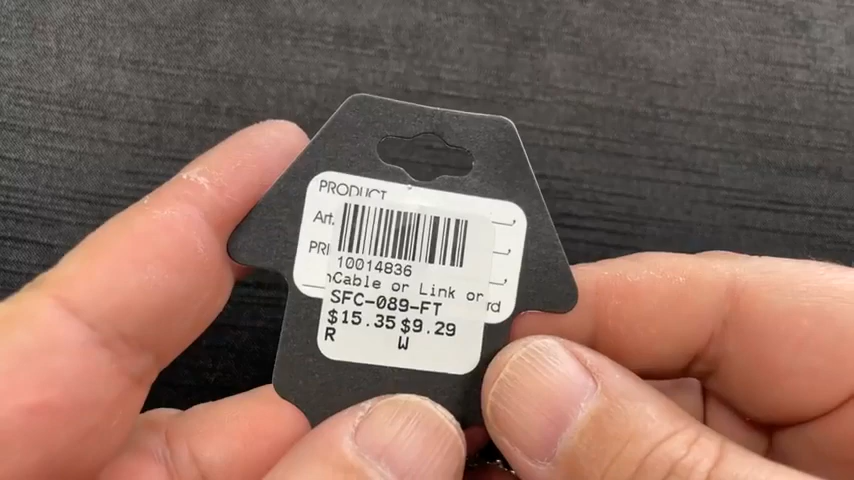 PRODUCT
Art.
PRI
10014836
Cable or Link or
rd
SFC-089-FT
$15.35 $9.29
R W